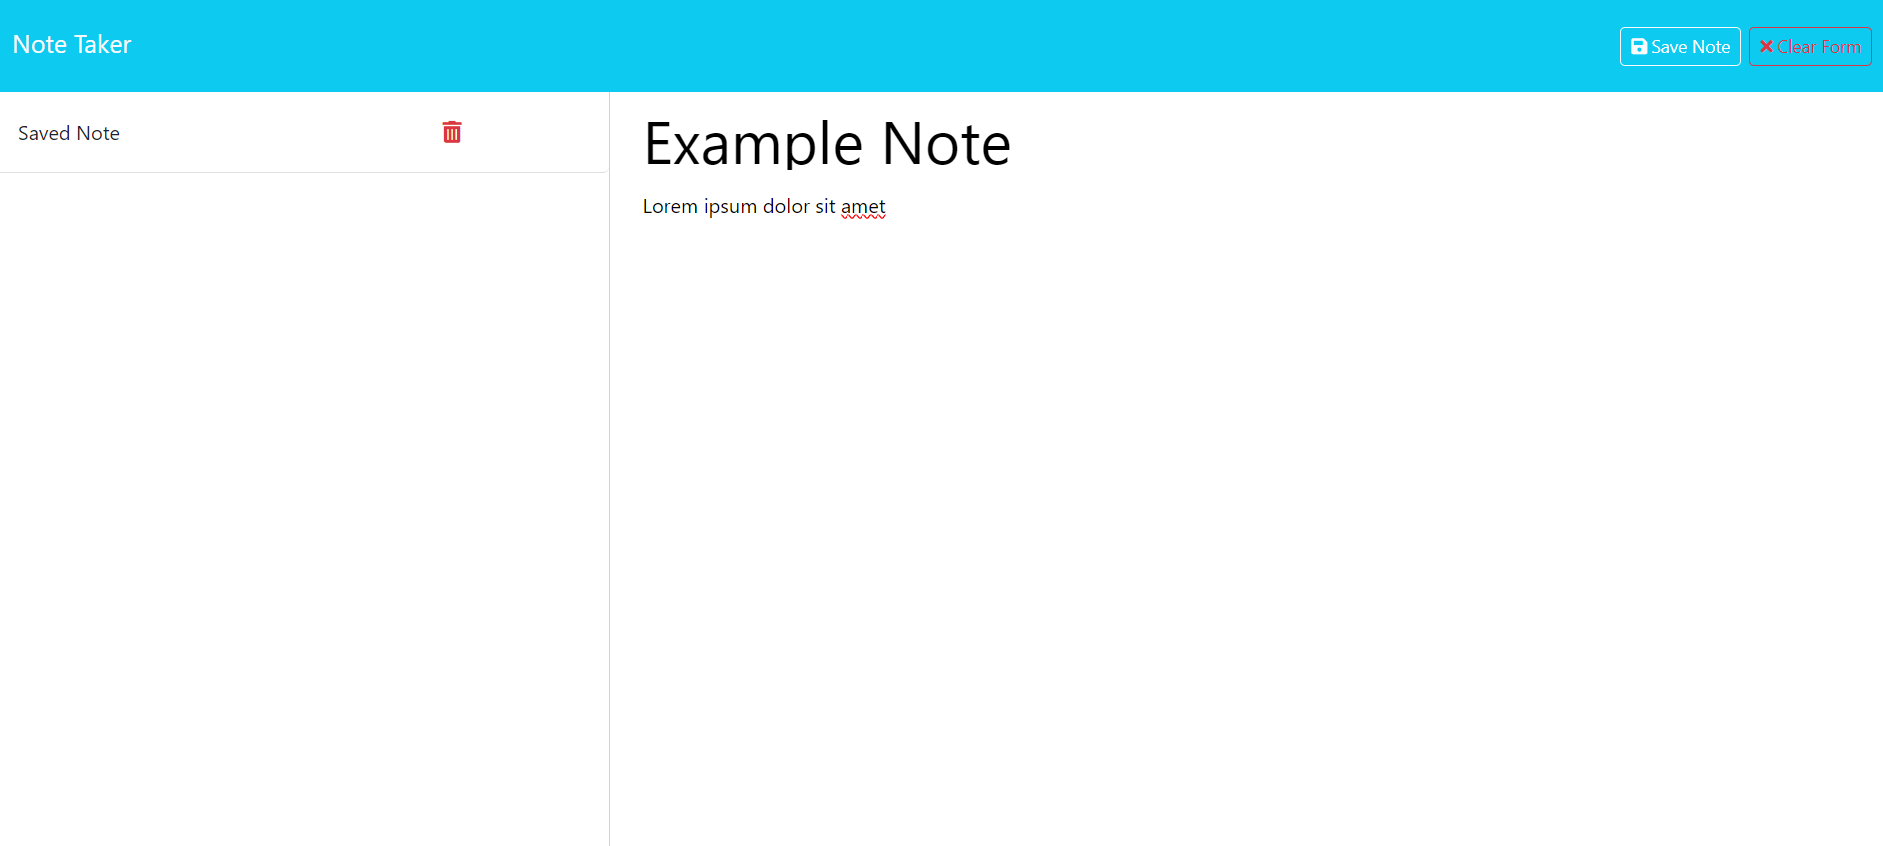 Note Taker
Save Note
Clear Form
Saved Note
Example Note
Lorem ipsum dolor sit amet